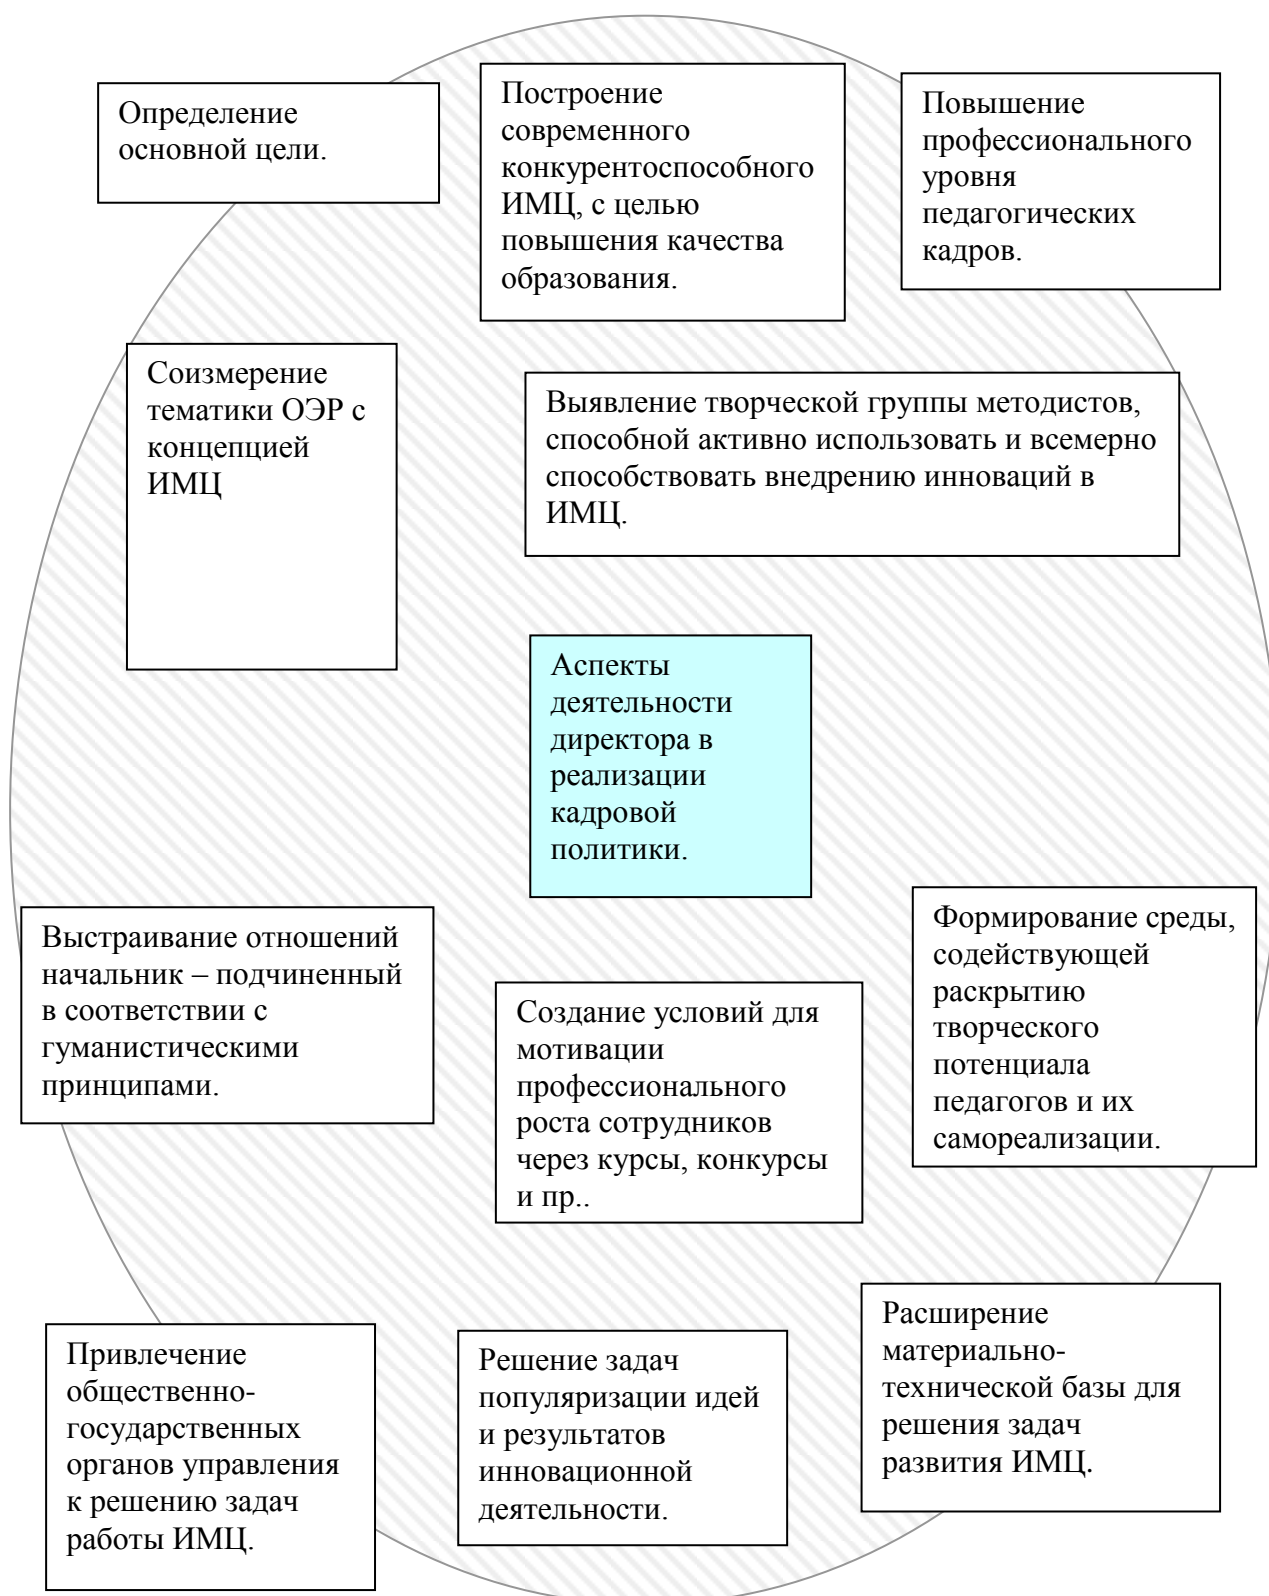 Определение
основной цели.
Построение
современного
конкурентоспособного
ИМЦ, с целью
повышения качества
образования.
Повышение
профессионального
уровня
педагогических
кадров.
Соизмерение
тематики ОЭР с
концепцией
ИМЦ
Выявление творческой группы методистов,
способной активно использовать и всемерно
способствовать внедрению инноваций в
ИМЦ.
Аспекты
деятельности
директора в
реализации
кадровой
политики.
Выстраивание отношений
начальник – подчиненный
в соответствии с
гуманистическими
принципами.
Создание условий для
мотивации
профессионального
роста сотрудников
через курсы, конкурсы
и пр..
Формирование среды,
содействующей
раскрытию
творческого
потенциала
педагогов и их
самореализации.
Привлечение
общественно-
государственных
органов управления
к решению задач
работы ИМЦ.
Решение задач
популяризации идей
и результатов
инновационной
деятельности.
Расширение
материально-
технической базы для
решения задач
развития ИМЦ.